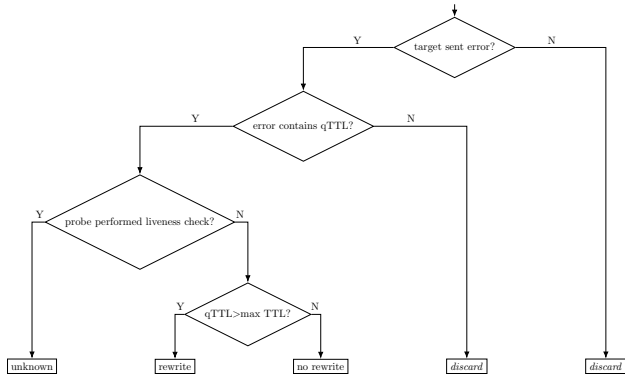 Y
target sent error?
N
Y
error contains qTTL?
N
Y
probe performed liveness check?
N
Y
qTTL>max TTL?
N
unknown
rewrite
no rewrite
discard
discard